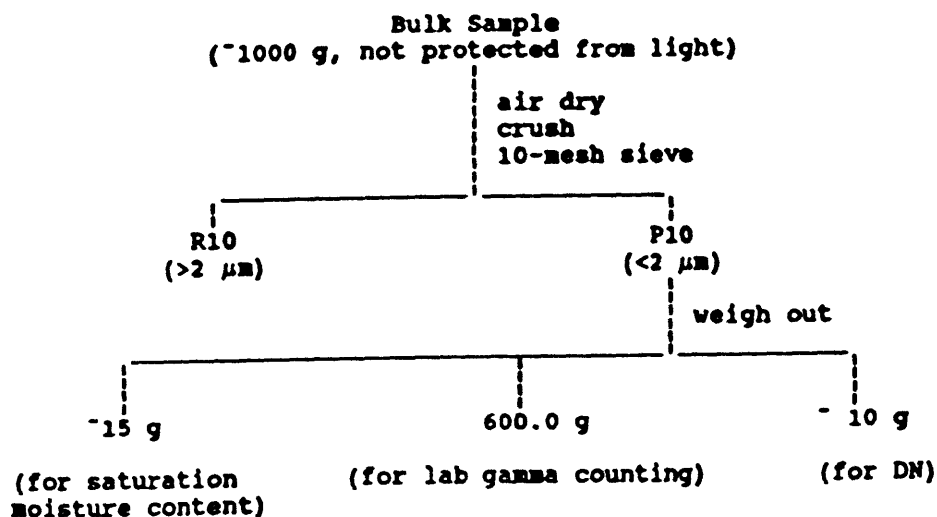 Bulk Sample
(~1000 g, not protected from light)
air dry
crush
10-mesh sieve
R10
(>2 μm)
P10
(<2 μm)
weigh out
~15 g
600.0 g
~ 10 g
(for saturation
moisture content)
(for lab gamma counting)
(for DN)